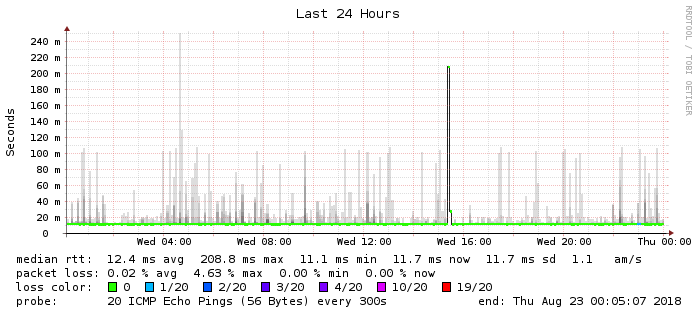 Last 24 Hours
RRDTOOL / TOBI OETIKER
Seconds
240 m
220 m
200 m
180 m
160 m
140 m
120 m
100 m
80 m
60 m
40 m
20 m
0
Wed 04:00 Wed 08:00 Wed 12:00 Wed 16:00 Wed 20:00 Thu 00:00
median rtt: 12.4 ms avg 208.8 ms max 11.1 ms min 11.7 ms now 11.7 ms sd 1.1 am/s
packet loss: 0.02 % avg 4.63 % max 0.00 % min 0.00 % now
loss color: 0 1/20 2/20 3/20 4/20 10/20 19/20
probe: 20 ICMP Echo Pings (56 Bytes) every 300s end: Thu Aug 23 00:05:07 2018